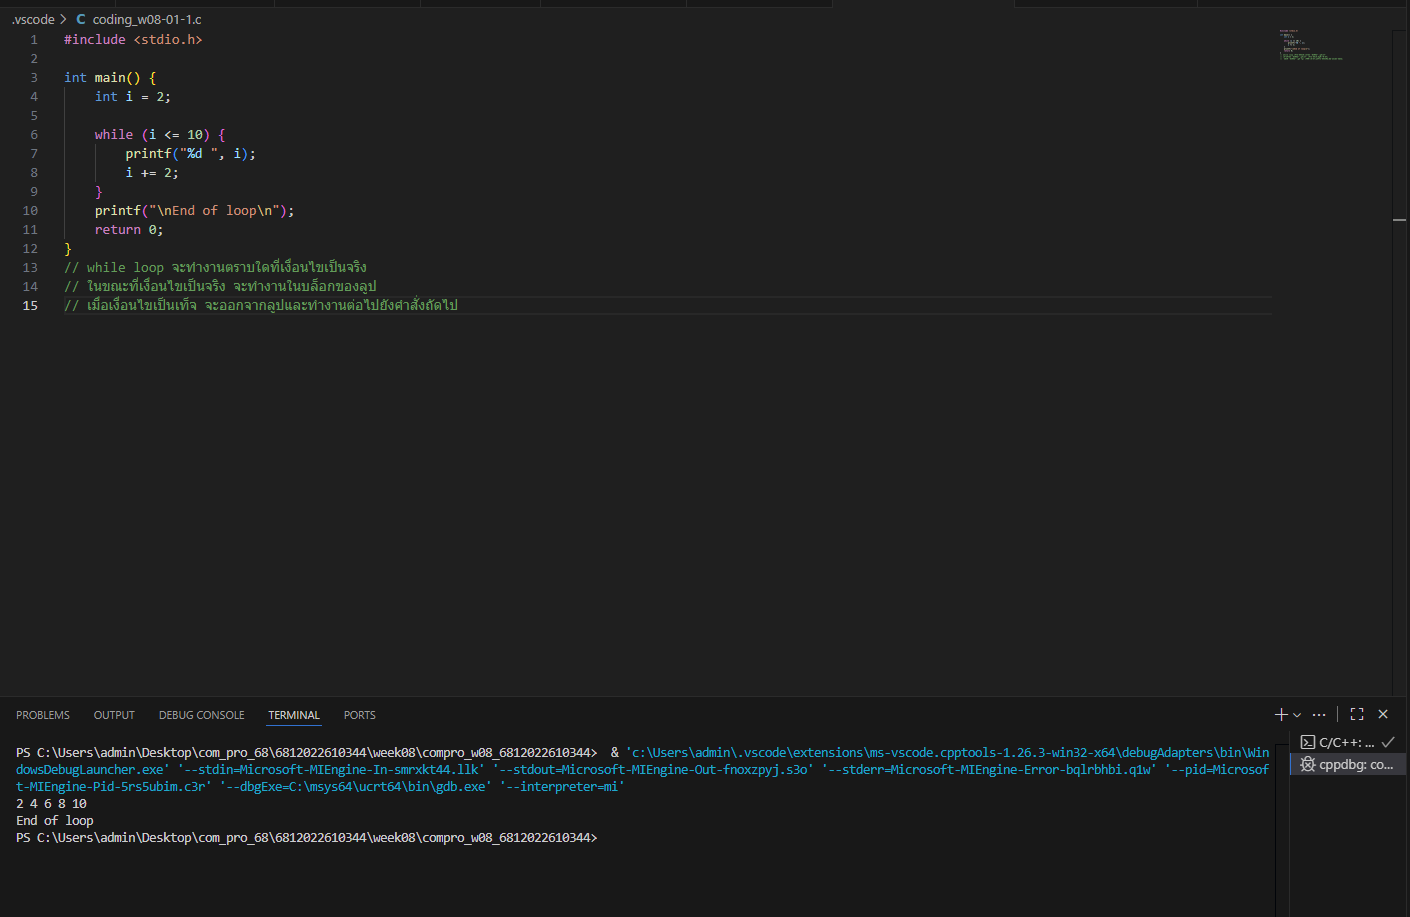 .vscode > C coding_w08-01-1.c
1 #include <stdio.h>
2
3 int main() {
4 int i = 2;
5
6 while (i <= 10) {
7 printf("%d ", i);
8 i += 2;
9 }
10 printf("\nEnd of loop\n");
11 return 0;
12 }
13 // while loop จะทำงานตราบใดที่เงื่อนไขเป็นจริง
14 // ในขณะที่เงื่อนไขเป็นจริง จะทำงานในบล็อกของลูป
15 // เมื่อเงื่อนไขเป็นเท็จ จะออกจากลูปและทำงานต่อไปยังคำสั่งถัดไป
PROBLEMS OUTPUT DEBUG CONSOLE TERMINAL PORTS
PS C:\Users\admin\Desktop\com_pro_68\6812022610344\week08\compro_w08_6812022610344> & 'c:\Users\admin\.vscode\extensions\ms-vscode.cpptools-1.26.3-win32-x64\debugAdapters\bin\Win
dowsDebugLauncher.exe' '--stdin=Microsoft-MIEngine-In-smrxkt44.llk' '--stdout=Microsoft-MIEngine-Out-fnoxzpyj.s3o' '--stderr=Microsoft-MIEngine-Error-bqlrbhbi.q1w' '--pid=Microsof
t-MIEngine-Pid-5rs5ubim.c3r' '--dbgExe=C:\msys64\ucrt64\bin\gdb.exe' '--interpreter=mi'
2 4 6 8 10
End of loop
PS C:\Users\admin\Desktop\com_pro_68\6812022610344\week08\compro_w08_6812022610344>
C/C++: ...
cppdbg: co...